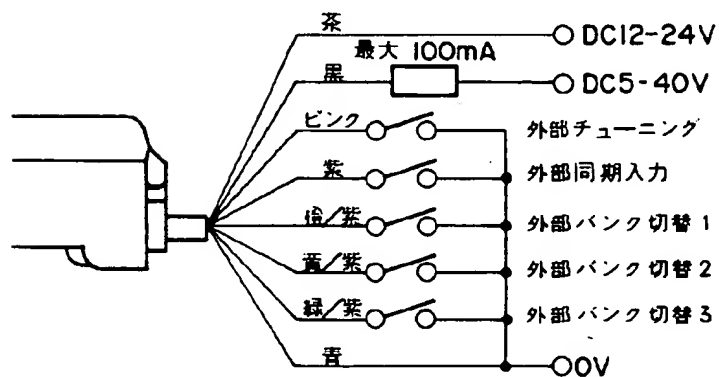 茶 DC12-24V
最大 100mA
黒 DC5-40V
ピンク 外部チューニング
紫 外部同期入力
橙/紫 外部バンク切替 1
黄/紫 外部バンク切替 2
緑/紫 外部バンク切替 3
青 0V